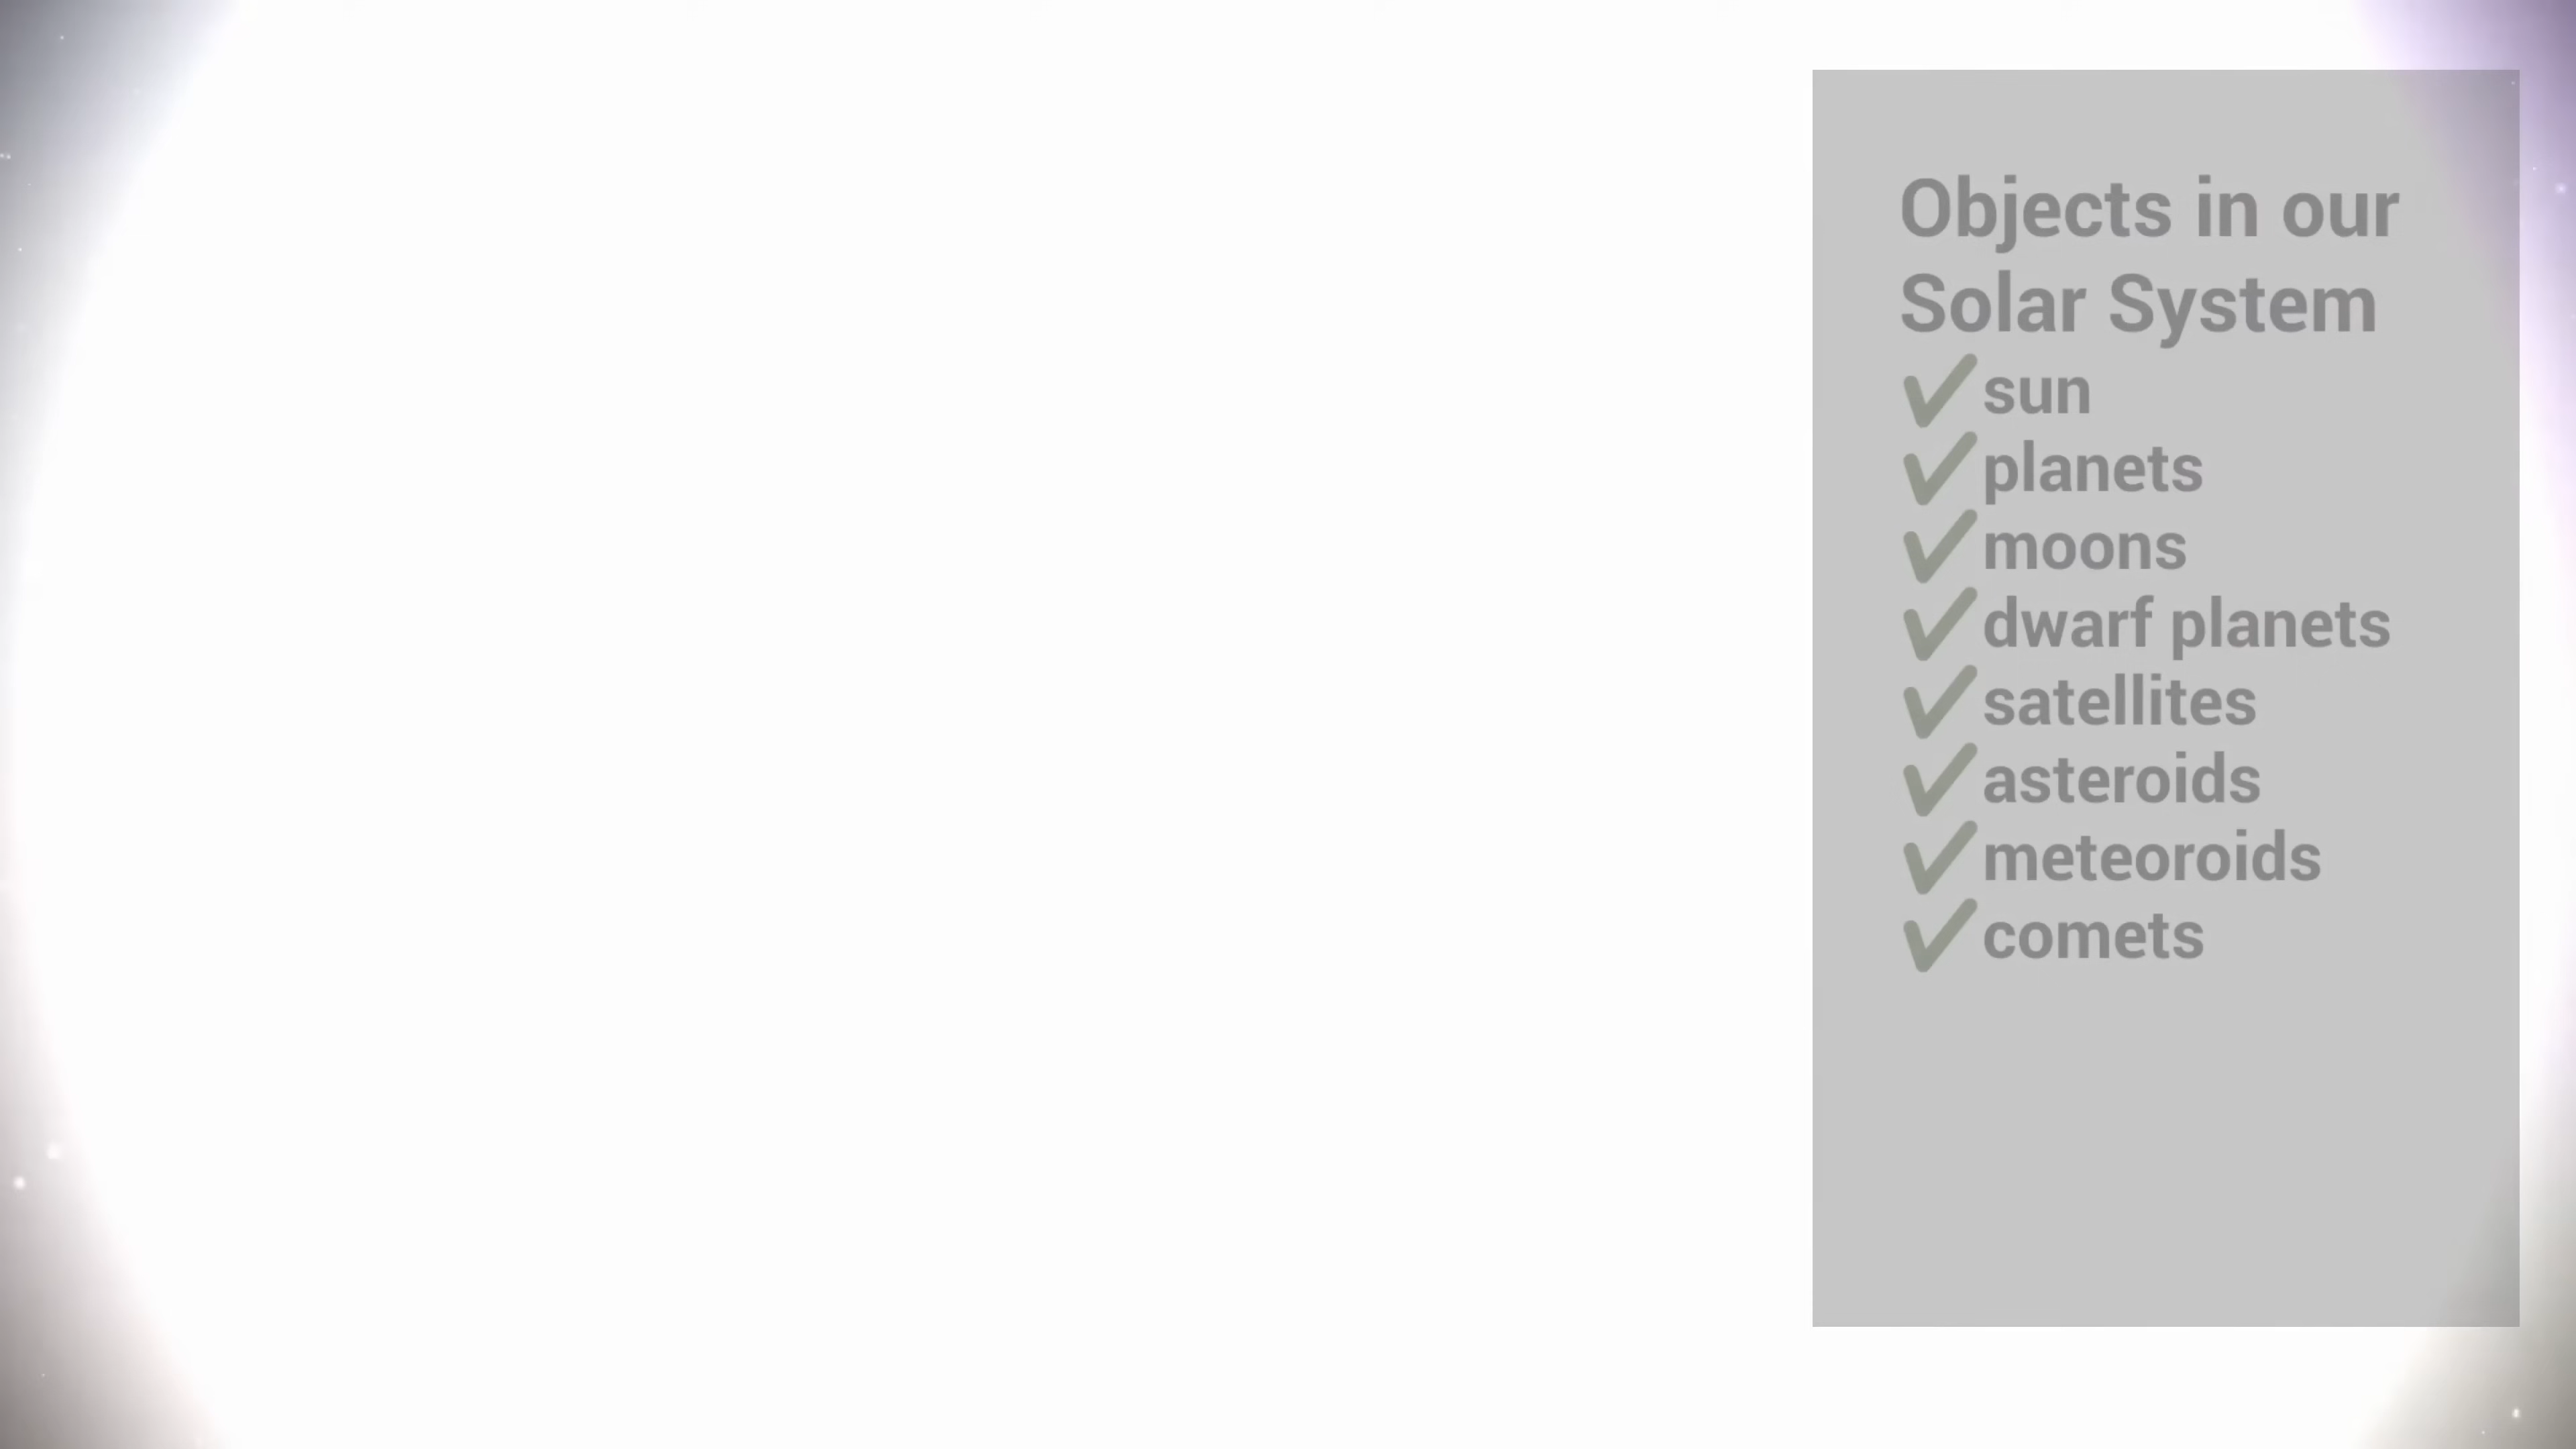 Objects in our
Solar System
✔sun
✔planets
✔moons
✔dwarf planets
✔satellites
✔asteroids
✔meteoroids
✔comets